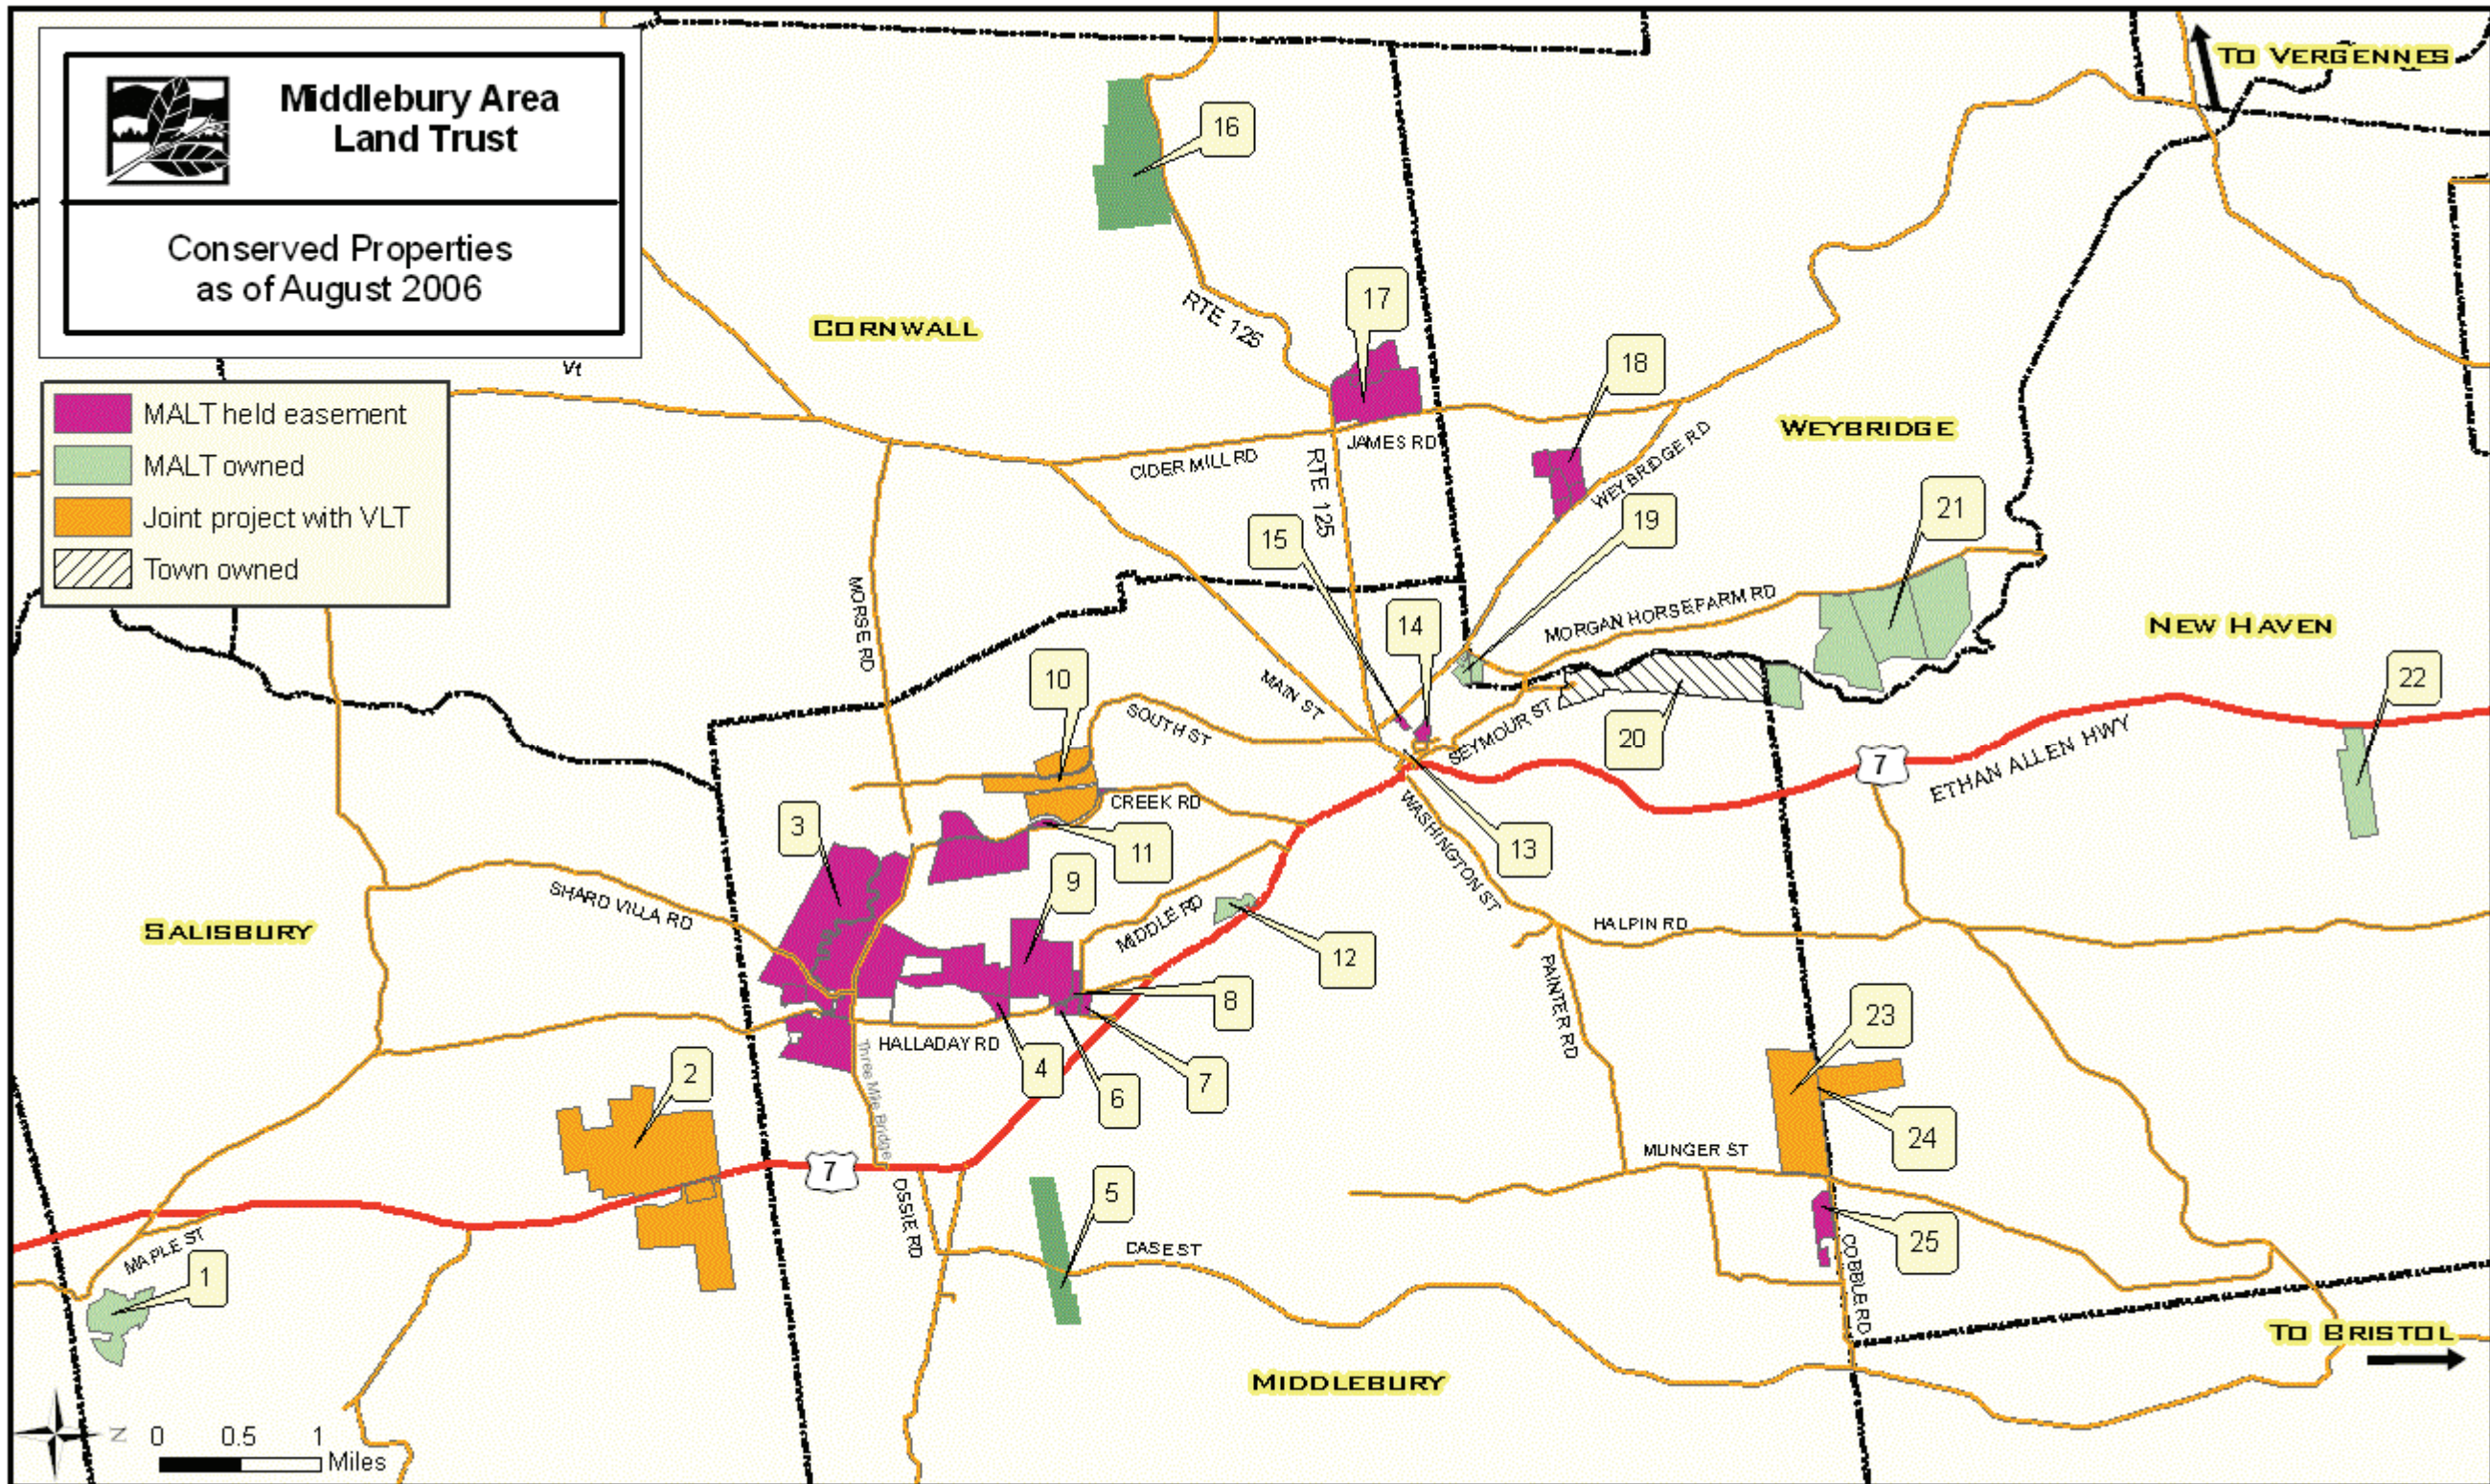 Middlebury Area
Land Trust
Conserved Properties
as of August 2006
Vt
MALT held easement
MALT owned
Joint project with VLT
Town owned
TO VERGENNES
16
CORNWALL
RTE 125
17
18
WEYBRIDGE
JAMES RD
CIDER MILL RD
WEYBRIDGE RD
RTE 125
15
19
21
14
MORSE RD
MORGAN HORSEFARM RD
NEW HAVEN
10
MAIN ST
SOUTH ST
SEYMOUR ST
20
22
7
ETHAN ALLEN HWY
CREEK RD
3
11
WASHINGTON ST
13
9
SHARD VILLA RD
SALISBURY
MIDDLE RD
12
HALPIN RD
PAINTER RD
8
23
HALLADAY RD
Three Mile Bridge
4
6
7
2
24
MUNGER ST
7
OSSIE RD
5
CASE ST
25
COBBLE RD
MAPLE ST
1
TO BRISTOL
MIDDLEBURY
N
0 0.5 1
Miles